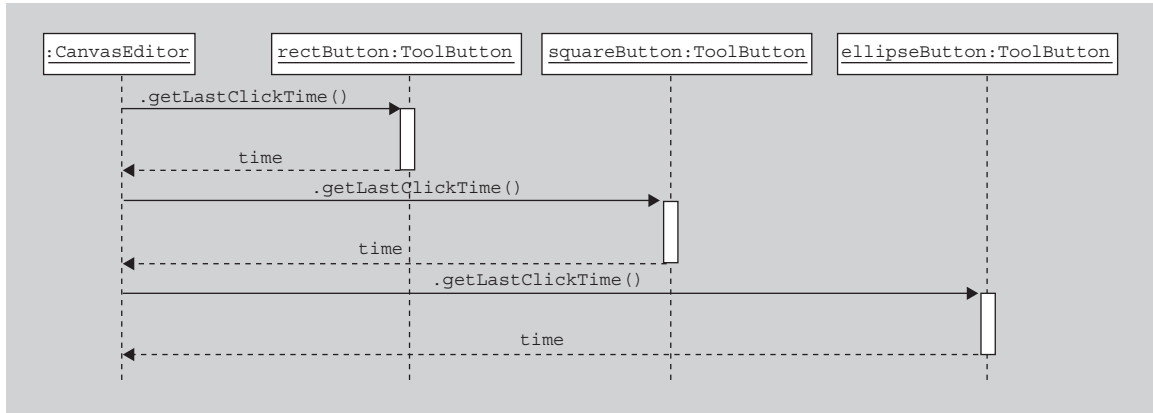 :CanvasEditor
rectButton:ToolButton
squareButton:ToolButton
ellipseButton:ToolButton
.getLastClickTime()
time
.getLastClickTime()
time
.getLastClickTime()
time